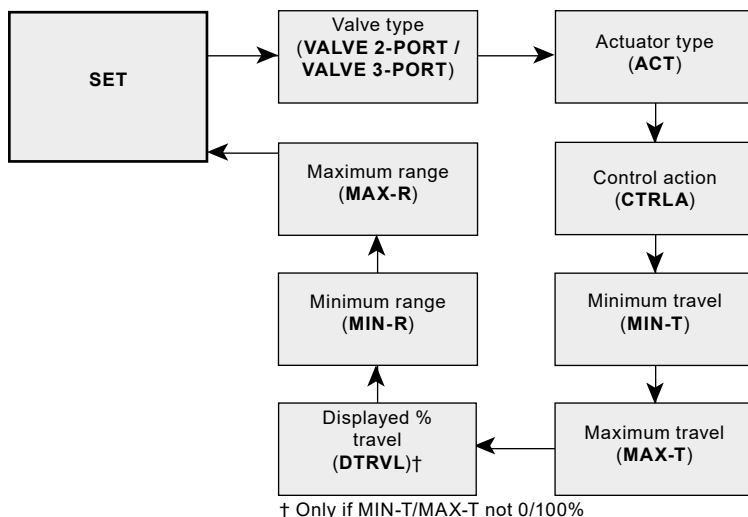 SET
Valve type
(VALVE 2-PORT /
VALVE 3-PORT)
Actuator type
(ACT)
Control action
(CTRLA)
Minimum travel
(MIN-T)
Maximum travel
(MAX-T)
Displayed %
travel
(DTRVL)†
Minimum range
(MIN-R)
Maximum range
(MAX-R)
† Only if MIN-T/MAX-T not 0/100%